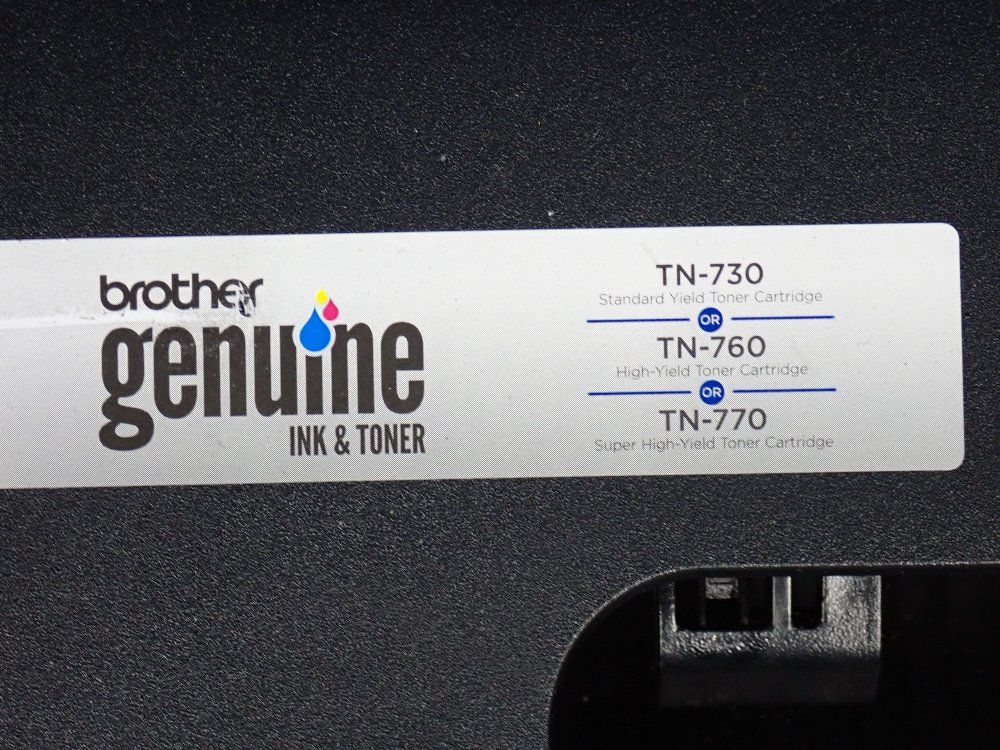 brother
genuine
INK & TONER
TN-730
Standard Yield Toner Cartridge
OR
TN-760
High-Yield Toner Cartridge
OR
TN-770
Super High-Yield Toner Cartridge